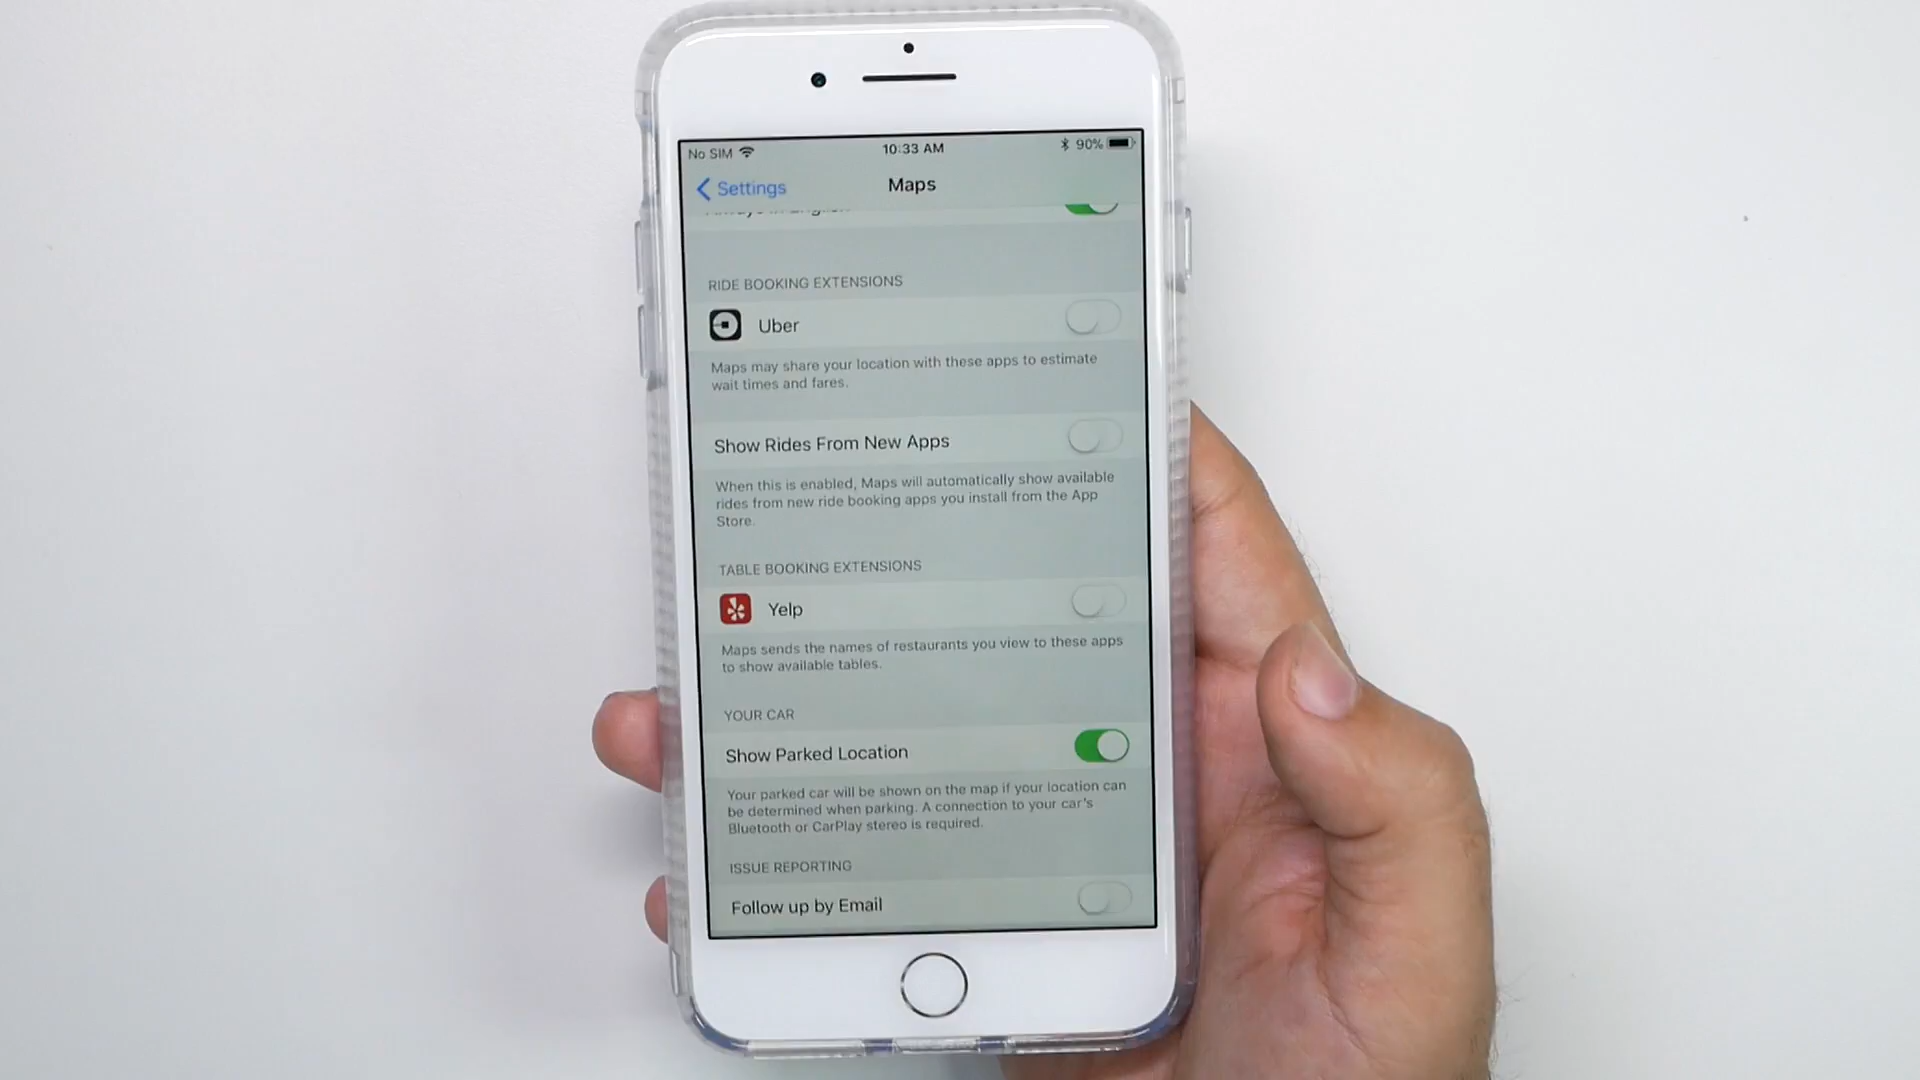 No SIM 10:33 AM 90%
Settings Maps
Always in English
RIDE BOOKING EXTENSIONS
Uber
Maps may share your location with these apps to estimate
wait times and fares.
Show Rides From New Apps
When this is enabled, Maps will automatically show available
rides from new ride booking apps you install from the App
Store.
TABLE BOOKING EXTENSIONS
Yelp
Maps sends the names of restaurants you view to these apps
to show available tables.
YOUR CAR
Show Parked Location
Your parked car will be shown on the map if your location can
be determined when parking. A connection to your car's
Bluetooth or CarPlay stereo is required.
ISSUE REPORTING
Follow up by Email